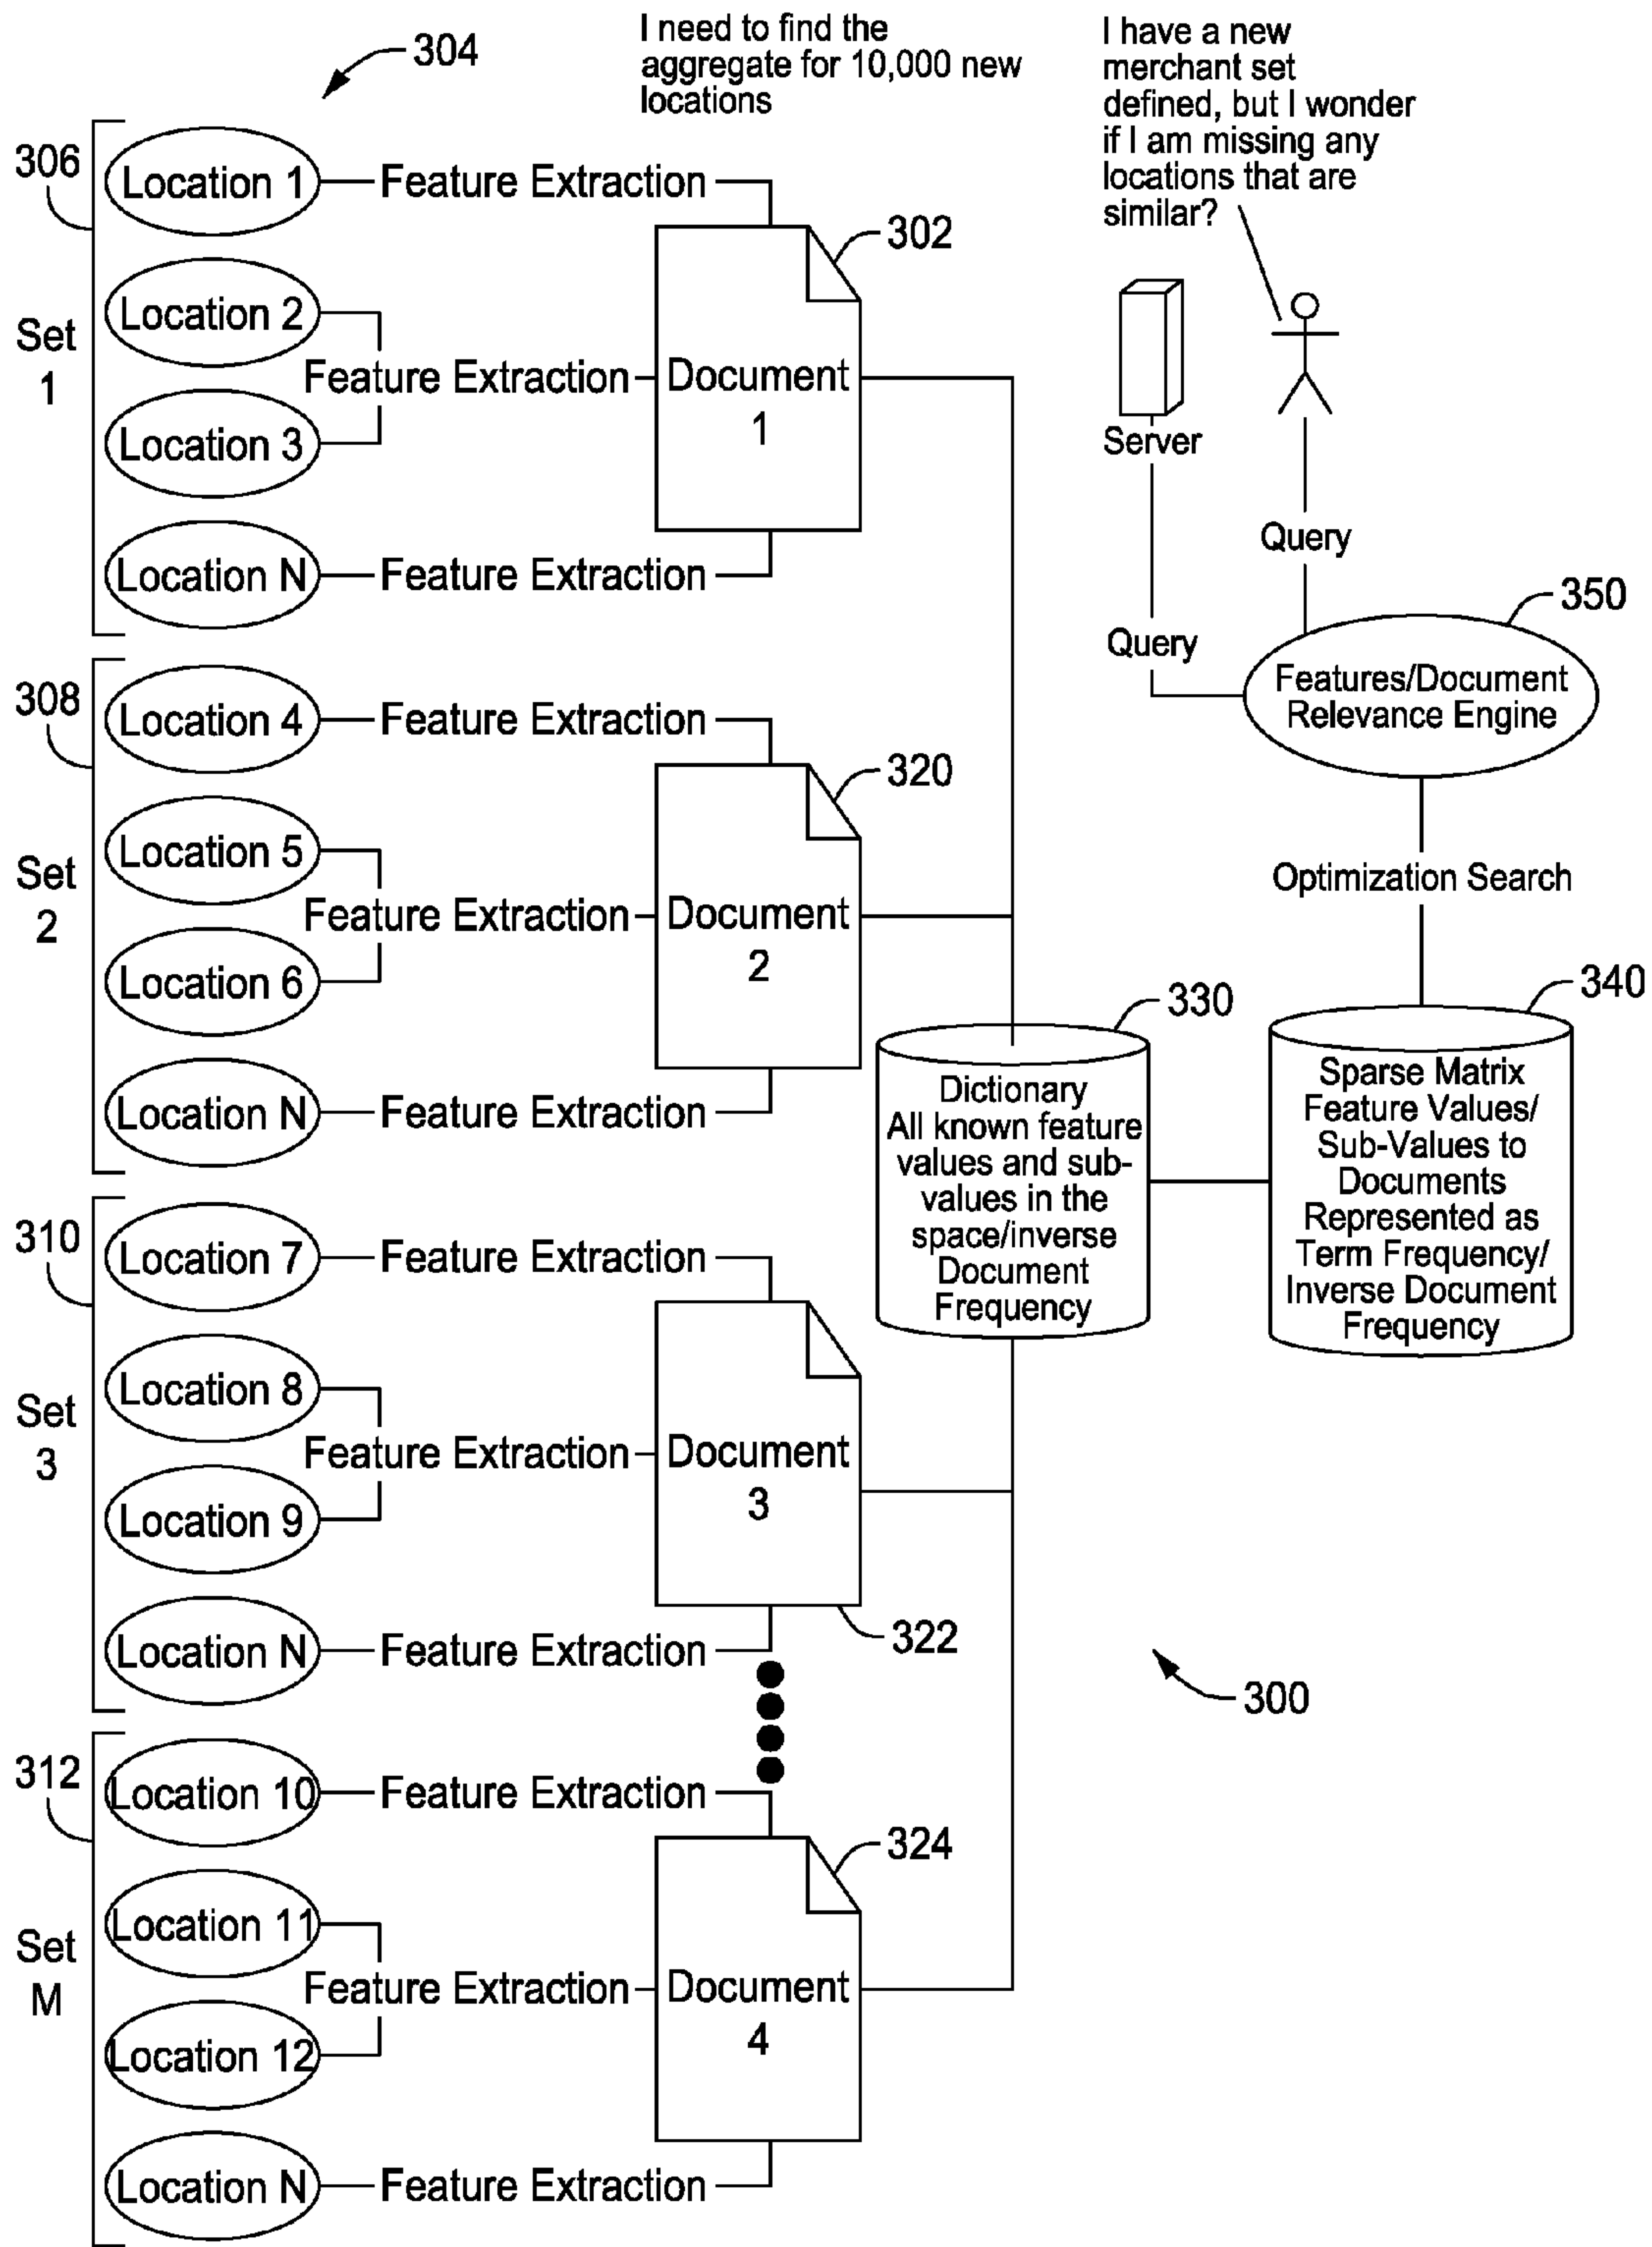 304
I need to find the
aggregate for 10,000 new
locations
I have a new
merchant set
defined, but I wonder
if I am missing any
locations that are
similar?
306
Set
1
Location 1
Feature Extraction
Location 2
Location 3
Feature Extraction
Location N
Feature Extraction
302
Document
1
Server
Query
Query
350
Features/Document
Relevance Engine
Optimization Search
308
Set
2
Location 4
Feature Extraction
Location 5
Location 6
Feature Extraction
Location N
Feature Extraction
320
Document
2
330
Dictionary
All known feature
values and sub-
values in the
space/inverse
Document
Frequency
340
Sparse Matrix
Feature Values/
Sub-Values to
Documents
Represented as
Term Frequency/
Inverse Document
Frequency
310
Set
3
Location 7
Feature Extraction
Location 8
Location 9
Feature Extraction
Location N
Feature Extraction
Document
3
322
300
312
Set
M
Location 10
Feature Extraction
Location 11
Location 12
Feature Extraction
Location N
Feature Extraction
324
Document
4